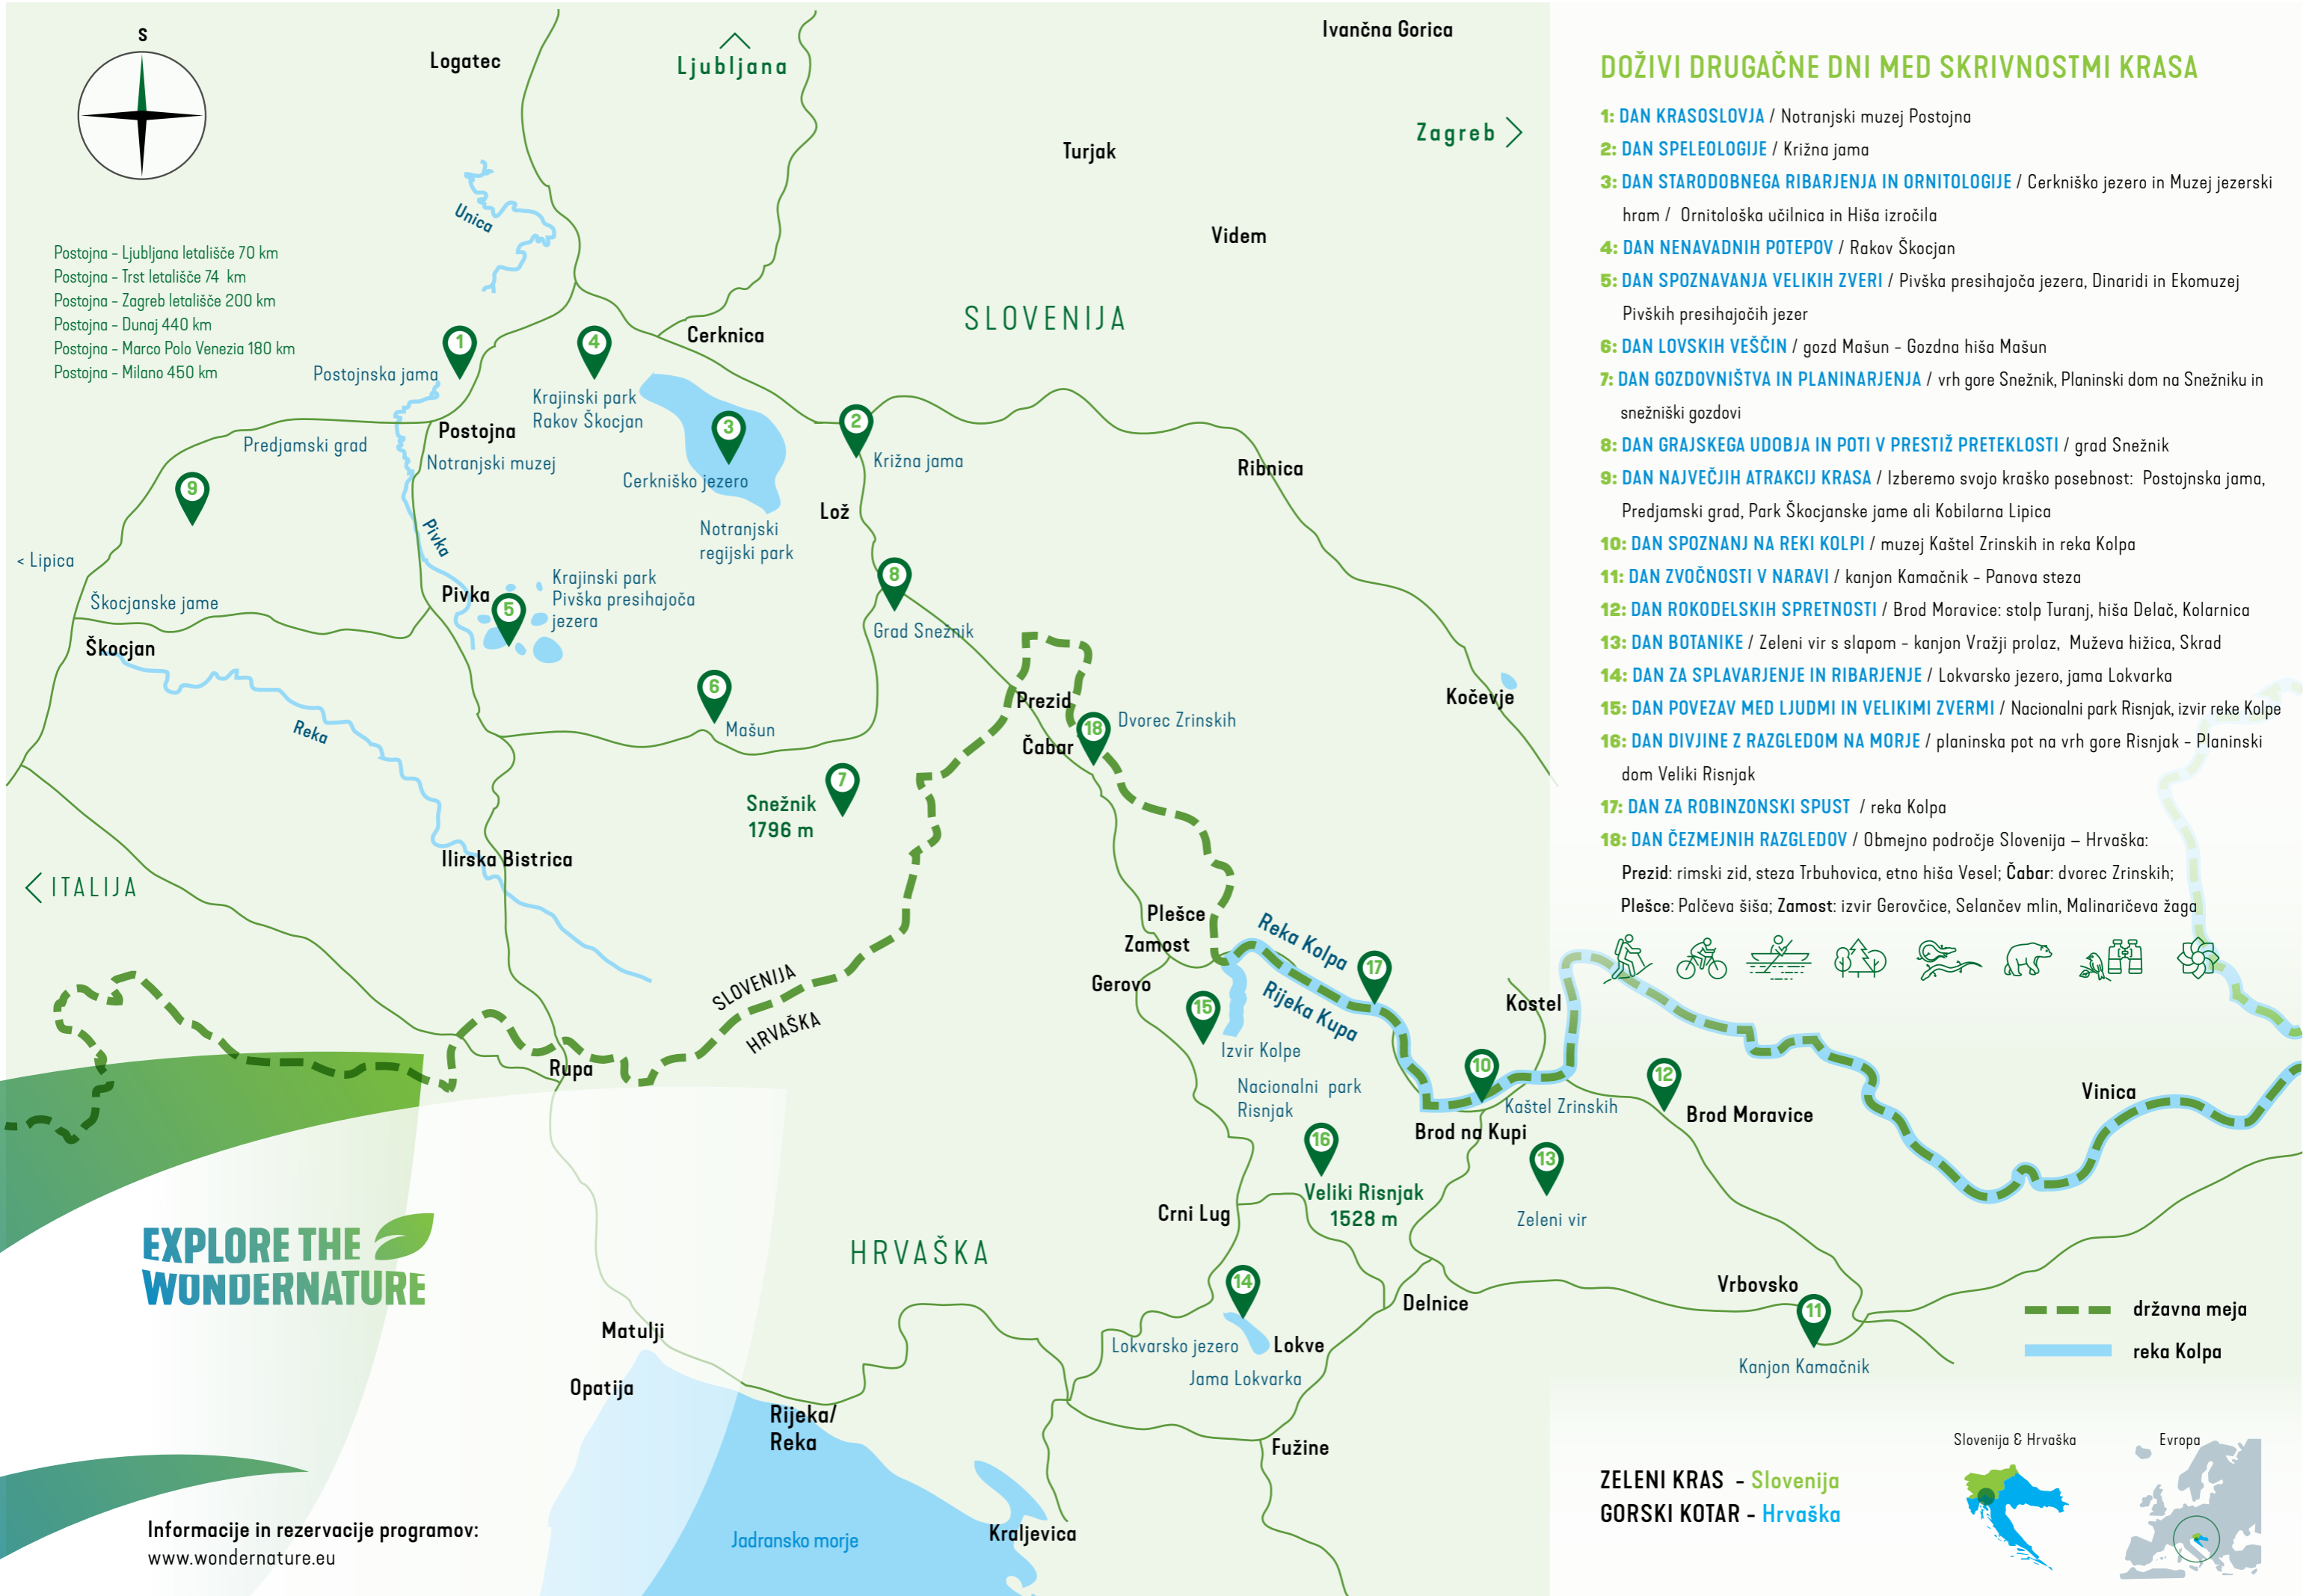 S
Logatec
Ljubljana
Ivančna Gorica
Zagreb
Turjak
Unica
Videm
Postojna - Ljubljana letališče 70 km
Postojna - Trst letališče 74 km
Postojna - Zagreb letališče 200 km
Postojna - Dunaj 440 km
Postojna - Marco Polo Venezia 180 km
Postojna - Milano 450 km
SLOVENIJA
Cerknica
1
4
Postojnska jama
Krajinski park
Rakov Škocjan
3
2
Postojna
Predjamski grad
Notranjski muzej
Križna jama
Ribnica
Cerkniško jezero
9
Lož
Notranjski
regijski park
Pivka
< Lipica
Krajinski park
Pivška presihajoča
jezera
8
Pivka
5
Škocjanske jame
Grad Snežnik
Škocjan
6
Prezid
Kočevje
Dvorec Zrinskih
18
Mašun
Reka
Čabar
7
Snežnik
1796 m
Ilirska Bistrica
ITALIJA
Plešce
Zamost
Reka Kolpa
17
Gerovo
SLOVENIJA
HRVAŠKA
Rijeka Kupa
15
Kostel
Izvir Kolpe
Rupa
10
12
Nacionalni park
Risnjak
Kaštel Zrinskih
Brod Moravice
Vinica
Brod na Kupi
16
13
Veliki Risnjak
1528 m
Crni Lug
Zeleni vir
HRVAŠKA
14
Delnice
Vrbovsko
11
Matulji
Lokvarsko jezero
Lokve
Jama Lokvarka
Kanjon Kamačnik
Opatija
Rijeka/
Reka
Fužine
Kraljevica
Jadransko morje
EXPLORE THE
WONDERNATURE
Informacije in rezervacije programov:
www.wondernature.eu
DOŽIVI DRUGAČNE DNI MED SKRIVNOSTMI KRASA
1: DAN KRASOSLOVJA / Notranjski muzej Postojna
2: DAN SPELEOLOGIJE / Križna jama
3: DAN STARODOBNEGA RIBARJENJA IN ORNITOLOGIJE / Cerkniško jezero in Muzej jezerski
hram / Ornitološka učilnica in Hiša izročila
4: DAN NENAVADNIH POTEPOV / Rakov Škocjan
5: DAN SPOZNAVANJA VELIKIH ZVERI / Pivška presihajoča jezera, Dinaridi in Ekomuzej
Pivških presihajočih jezer
6: DAN LOVSKIH VEŠČIN / gozd Mašun - Gozdna hiša Mašun
7: DAN GOZDOVNIŠTVA IN PLANINARJENJA / vrh gore Snežnik, Planinski dom na Snežniku in
snežniški gozdovi
8: DAN GRAJSKEGA UDOBJA IN POTI V PRESTIŽ PRETEKLOSTI / grad Snežnik
9: DAN NAJVEČJIH ATRAKCIJ KRASA / Izberemo svojo kraško posebnost: Postojnska jama,
Predjamski grad, Park Škocjanske jame ali Kobilarna Lipica
10: DAN SPOZNANJ NA REKI KOLPI / muzej Kaštel Zrinskih in reka Kolpa
11: DAN ZVOČNOSTI V NARAVI / kanjon Kamačnik - Panova steza
12: DAN ROKODELSKIH SPRETNOSTI / Brod Moravice: stolp Turanj, hiša Delač, Kolarnica
13: DAN BOTANIKE / Zeleni vir s slapom - kanjon Vražji prolaz, Muževa hižica, Skrad
14: DAN ZA SPLAVARJENJE IN RIBARJENJE / Lokvarsko jezero, jama Lokvarka
15: DAN POVEZAV MED LJUDMI IN VELIKIMI ZVERMI / Nacionalni park Risnjak, izvir reke Kolpe
16: DAN DIVJINE Z RAZGLEDOM NA MORJE / planinska pot na vrh gore Risnjak - Planinski
dom Veliki Risnjak
17: DAN ZA ROBINZONSKI SPUST / reka Kolpa
18: DAN ČEZMEJNIH RAZGLEDOV / Obmejno področje Slovenija – Hrvaška:
Prezid: rimski zid, steza Trbuhovica, etno hiša Vesel; Čabar: dvorec Zrinskih;
Plešce: Palčeva šiša; Zamost: izvir Gerovčice, Selančev mlin, Malinaričeva žaga
državna meja
reka Kolpa
Slovenija & Hrvaška
Evropa
ZELENI KRAS - Slovenija
GORSKI KOTAR - Hrvaška